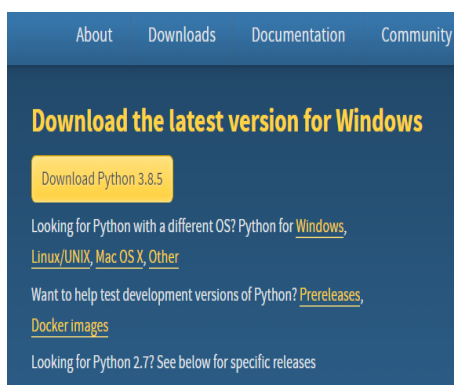 About Downloads Documentation Community
Download the latest version for Windows
Download Python 3.8.5
Looking for Python with a different OS? Python for Windows,
Linux/UNIX, Mac OS X, Other
Want to help test development versions of Python? Prereleases,
Docker images
Looking for Python 2.7? See below for specific releases